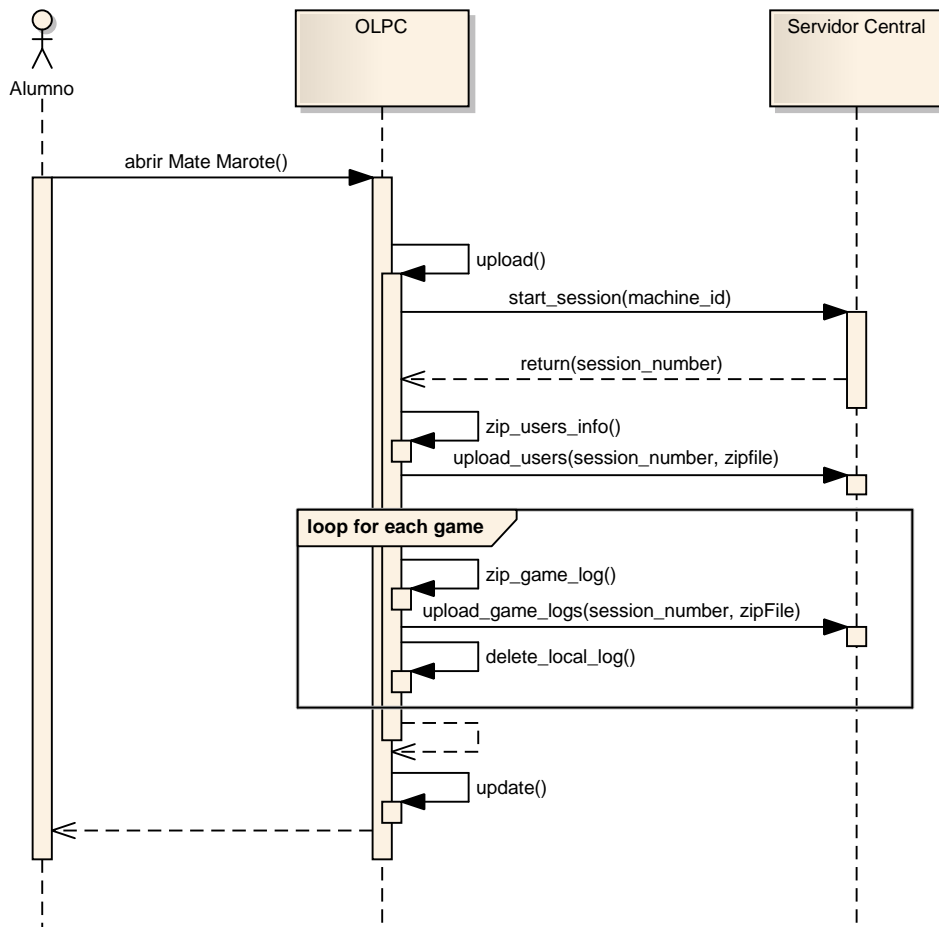 OLPC
Servidor Central
Alumno
abrir Mate Marote()
upload()
start_session(machine_id)
return(session_number)
zip_users_info()
upload_users(session_number, zipfile)
loop for each game
zip_game_log()
upload_game_logs(session_number, zipFile)
delete_local_log()
update()